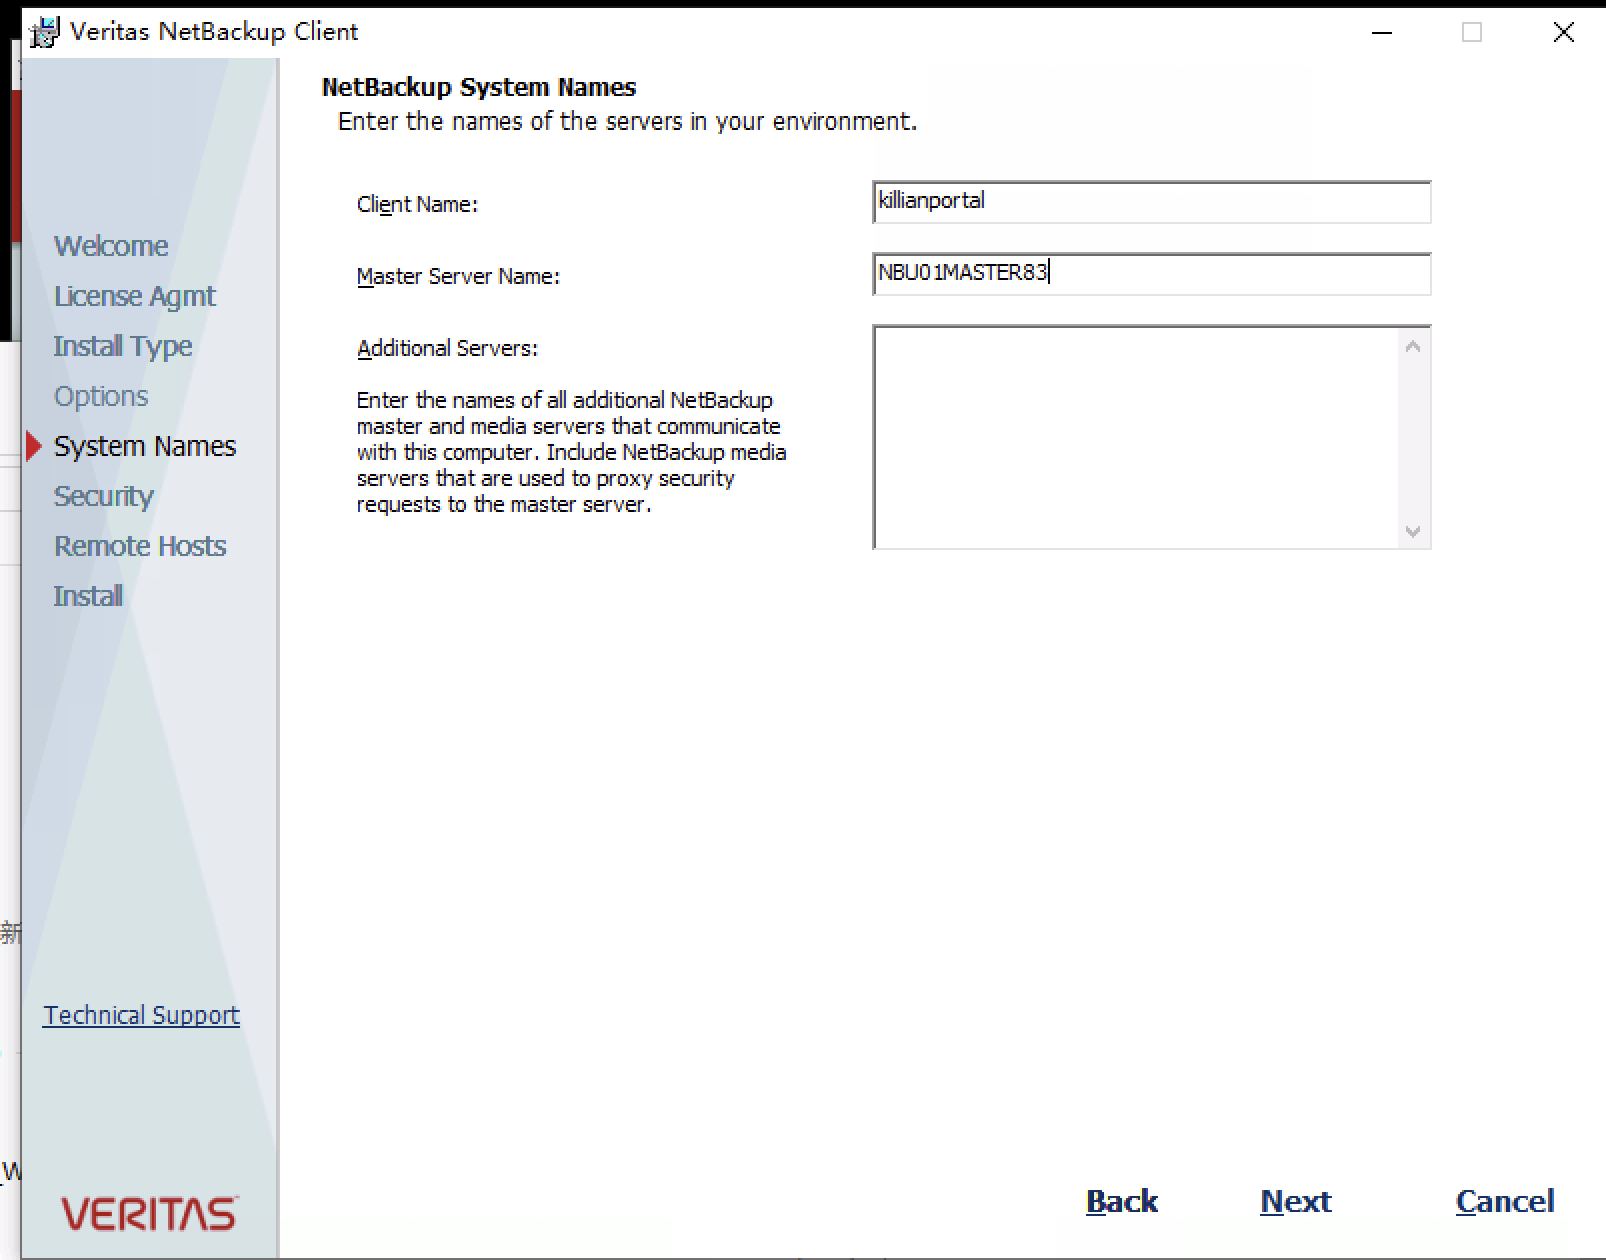 Veritas NetBackup Client
NetBackup System Names
Enter the names of the servers in your environment.
Client Name:
killianportal
Master Server Name:
NBU01MASTER83
Additional Servers:
Enter the names of all additional NetBackup
master and media servers that communicate
with this computer. Include NetBackup media
servers that are used to proxy security
requests to the master server.
Welcome
License Agmt
Install Type
Options
System Names
Security
Remote Hosts
Install
新
Technical Support
_W
VERITAS™
Back
Next
Cancel